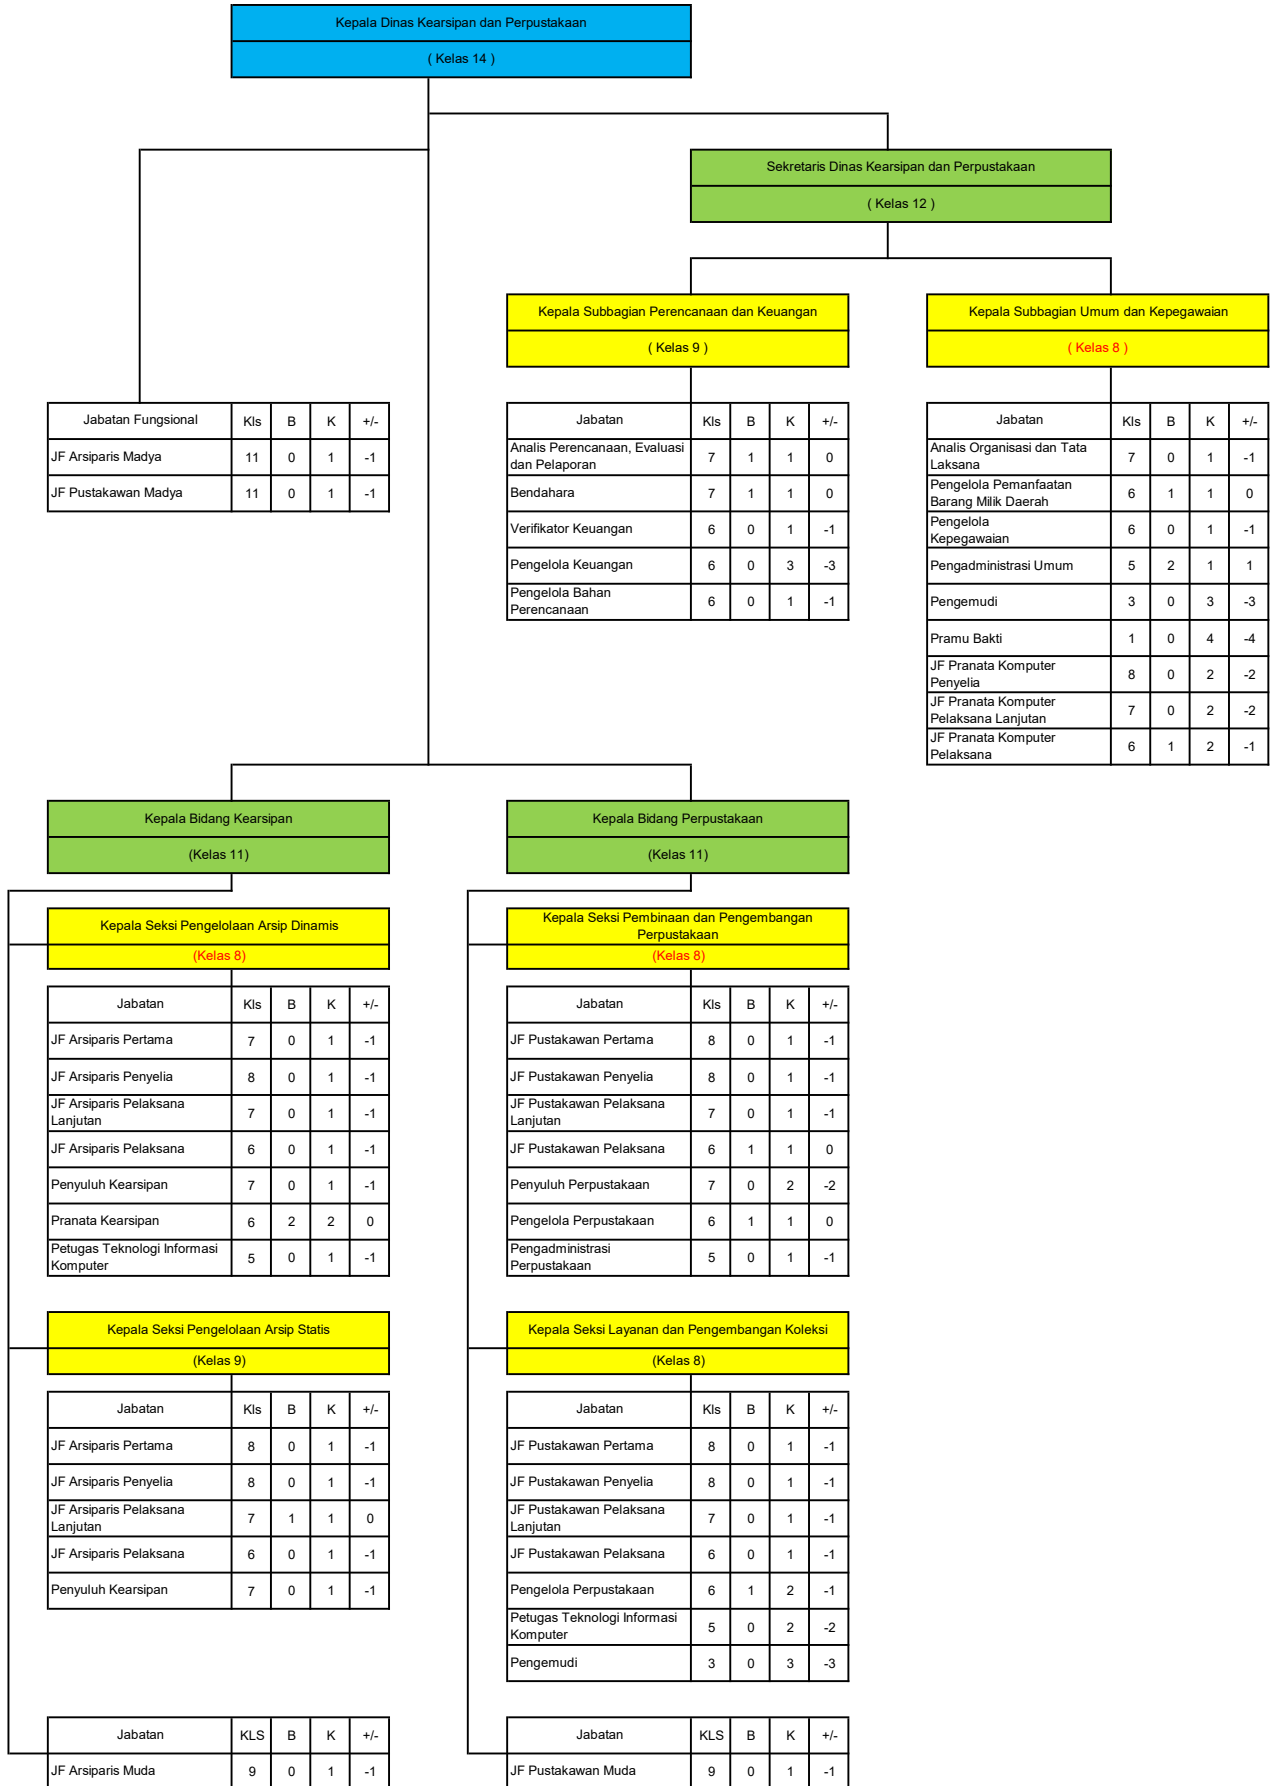 Kepala Dinas Kearsipan dan Perpustakaan
( Kelas 14 )
Sekretaris Dinas Kearsipan dan Perpustakaan
( Kelas 12 )
Kepala Subbagian Perencanaan dan Keuangan
( Kelas 9 )
Kepala Subbagian Umum dan Kepegawaian
( Kelas 8 )
Jabatan Fungsional Kls B K +/-
JF Arsiparis Madya 11 0 1 -1
JF Pustakawan Madya 11 0 1 -1
Jabatan Kls B K +/-
Analis Perencanaan, Evaluasi
dan Pelaporan 7 1 1 0
Bendahara 7 1 1 0
Verifikator Keuangan 6 0 1 -1
Pengelola Keuangan 6 0 3 -3
Pengelola Bahan
Perencanaan 6 0 1 -1
Jabatan Kls B K +/-
Analis Organisasi dan Tata
Laksana 7 0 1 -1
Pengelola Pemanfaatan
Barang Milik Daerah 6 1 1 0
Pengelola
Kepegawaian 6 0 1 -1
Pengadministrasi Umum 5 2 1 1
Pengemudi 3 0 3 -3
Pramu Bakti 1 0 4 -4
JF Pranata Komputer
Penyelia 8 0 2 -2
JF Pranata Komputer
Pelaksana Lanjutan 7 0 2 -2
JF Pranata Komputer
Pelaksana 6 1 2 -1
Kepala Bidang Kearsipan
(Kelas 11)
Kepala Seksi Pengelolaan Arsip Dinamis
(Kelas 8)
Jabatan Kls B K +/-
JF Arsiparis Pertama 7 0 1 -1
JF Arsiparis Penyelia 8 0 1 -1
JF Arsiparis Pelaksana
Lanjutan 7 0 1 -1
JF Arsiparis Pelaksana 6 0 1 -1
Penyuluh Kearsipan 7 0 1 -1
Pranata Kearsipan 6 2 2 0
Petugas Teknologi Informasi
Komputer 5 0 1 -1
Kepala Seksi Pengelolaan Arsip Statis
(Kelas 9)
Jabatan Kls B K +/-
JF Arsiparis Pertama 8 0 1 -1
JF Arsiparis Penyelia 8 0 1 -1
JF Arsiparis Pelaksana
Lanjutan 7 1 1 0
JF Arsiparis Pelaksana 6 0 1 -1
Penyuluh Kearsipan 7 0 1 -1
Jabatan KLS B K +/-
JF Arsiparis Muda 9 0 1 -1
Kepala Bidang Perpustakaan
(Kelas 11)
Kepala Seksi Pembinaan dan Pengembangan
Perpustakaan
(Kelas 8)
Jabatan Kls B K +/-
JF Pustakawan Pertama 8 0 1 -1
JF Pustakawan Penyelia 8 0 1 -1
JF Pustakawan Pelaksana
Lanjutan 7 0 1 -1
JF Pustakawan Pelaksana 6 1 1 0
Penyuluh Perpustakaan 7 0 2 -2
Pengelola Perpustakaan 6 1 1 0
Pengadministrasi
Perpustakaan 5 0 1 -1
Kepala Seksi Layanan dan Pengembangan Koleksi
(Kelas 8)
Jabatan Kls B K +/-
JF Pustakawan Pertama 8 0 1 -1
JF Pustakawan Penyelia 8 0 1 -1
JF Pustakawan Pelaksana
Lanjutan 7 0 1 -1
JF Pustakawan Pelaksana 6 0 1 -1
Pengelola Perpustakaan 6 1 2 -1
Petugas Teknologi Informasi
Komputer 5 0 2 -2
Pengemudi 3 0 3 -3
Jabatan KLS B K +/-
JF Pustakawan Muda 9 0 1 -1